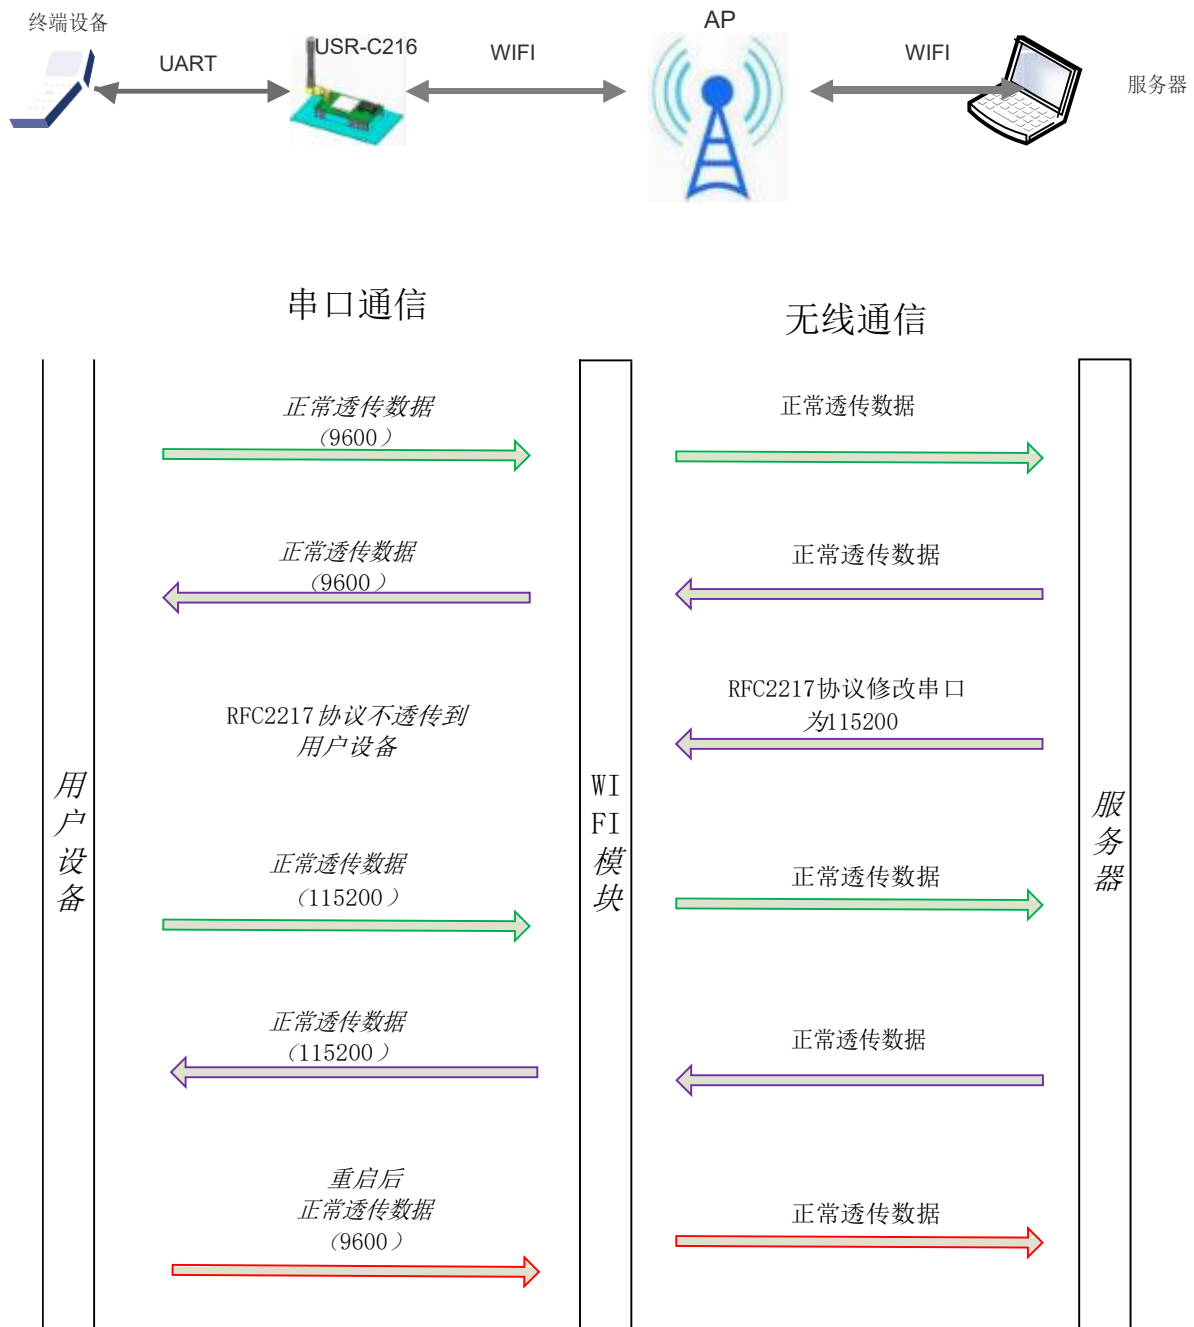 终端设备
UART
USR-C216
WIFI
AP
WIFI
服务器
串口通信
无线通信
正常透传数据
（9600）
正常透传数据
正常透传数据
（9600）
正常透传数据
RFC2217协议不透传到
用户设备
RFC2217协议修改串口
为115200
用
户
设
备
WI
FI
模
块
服
务
器
正常透传数据
（115200）
正常透传数据
正常透传数据
（115200）
正常透传数据
重启后
正常透传数据
（9600）
正常透传数据